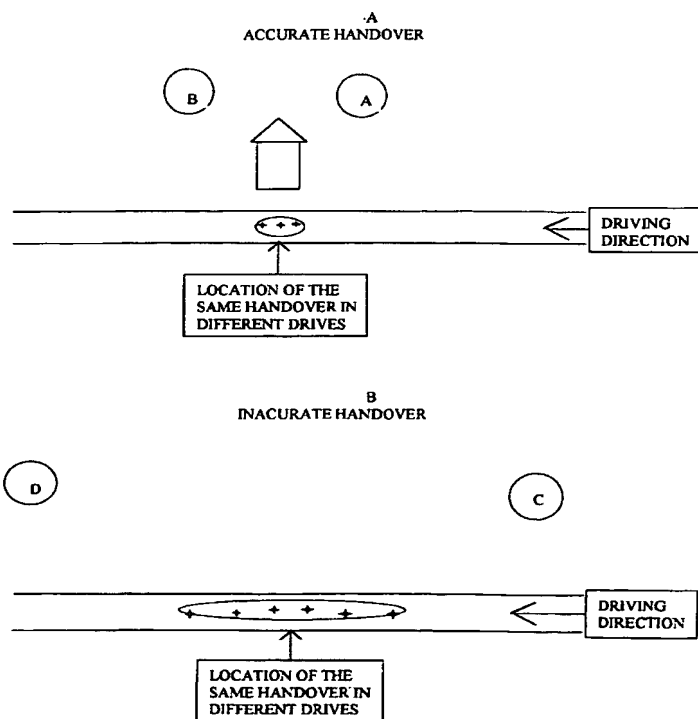 A
ACCURATE HANDOVER
B
A
DRIVING
DIRECTION
LOCATION OF THE
SAME HANDOVER IN
DIFFERENT DRIVES
B
INACURATE HANDOVER
D
C
DRIVING
DIRECTION
LOCATION OF THE
SAME HANDOVER IN
DIFFERENT DRIVES